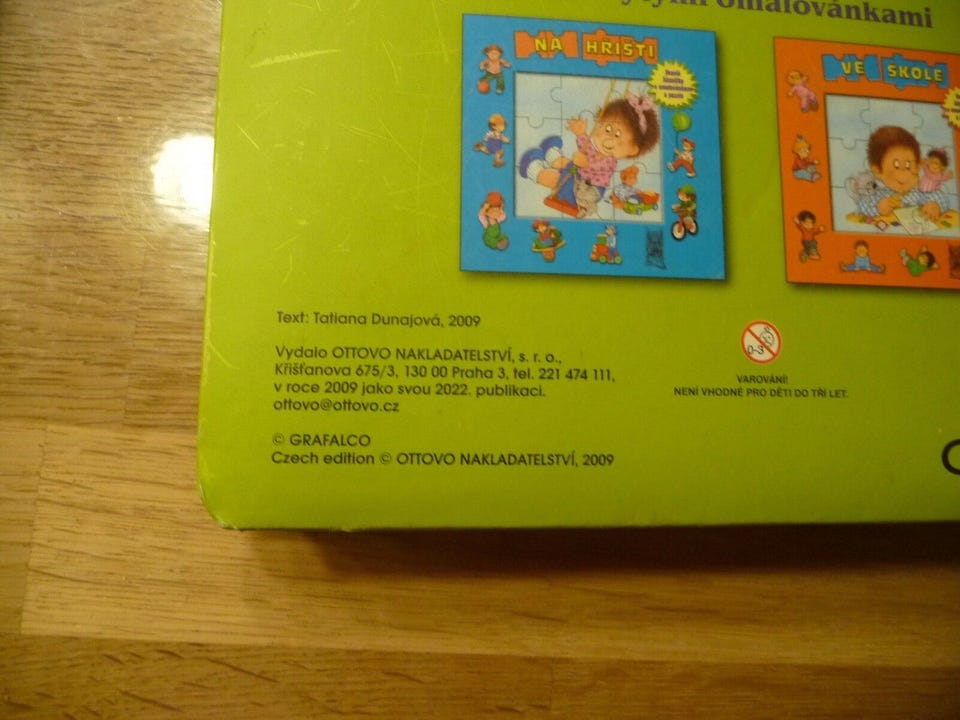 omalovánkami
NA HŘIŠTI
VE ŠKOLE
Text: Tatiana Dunajová, 2009
Vydalo OTTOVO NAKLADATELSTVÍ, s. r. o.,
Křišťanova 675/3, 130 00 Praha 3, tel. 221 474 111,
v roce 2009 jako svou 2022. publikaci.
ottovo@ottovo.cz
0-3
VAROVÁNÍ!
NENÍ VHODNÉ PRO DĚTI DO TŘÍ LET.
© GRAFALCO
Czech edition © OTTOVO NAKLADATELSTVÍ, 2009